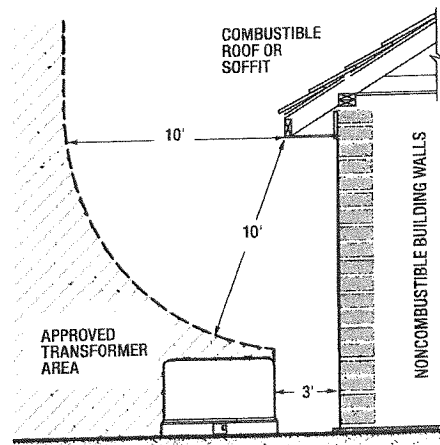 COMBUSTIBLE
ROOF OR
SOFFIT
10'
10'
NONCOMBUSTIBLE BUILDING WALLS
APPROVED
TRANSFORMER
AREA
3'